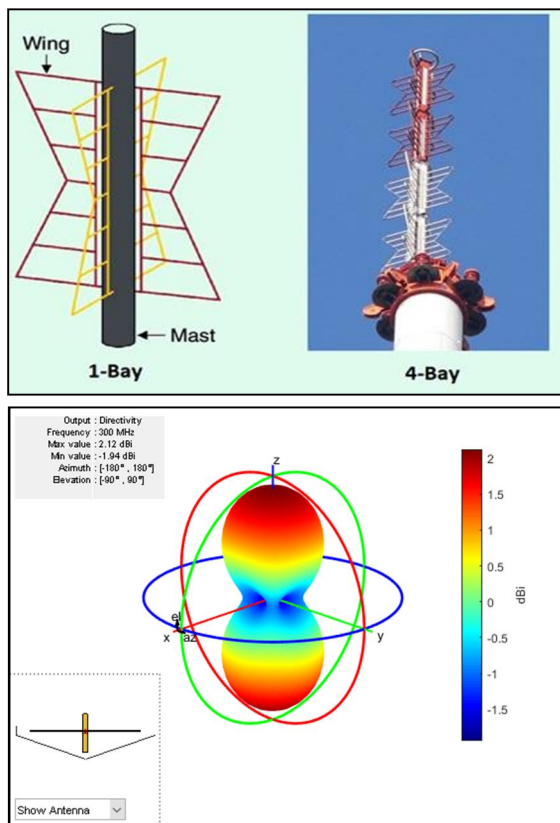 Wing
Mast
1-Bay
4-Bay
Output : Directivity
Frequency : 300 MHz
Max value : 2.12 dBi
Min value : -1.94 dBi
Azimuth : [-180° , 180°]
Elevation : [-90° , 90°]
z
el
az
x
y
2
1.5
1
0.5
0
-0.5
-1
-1.5
dBi
Show Antenna